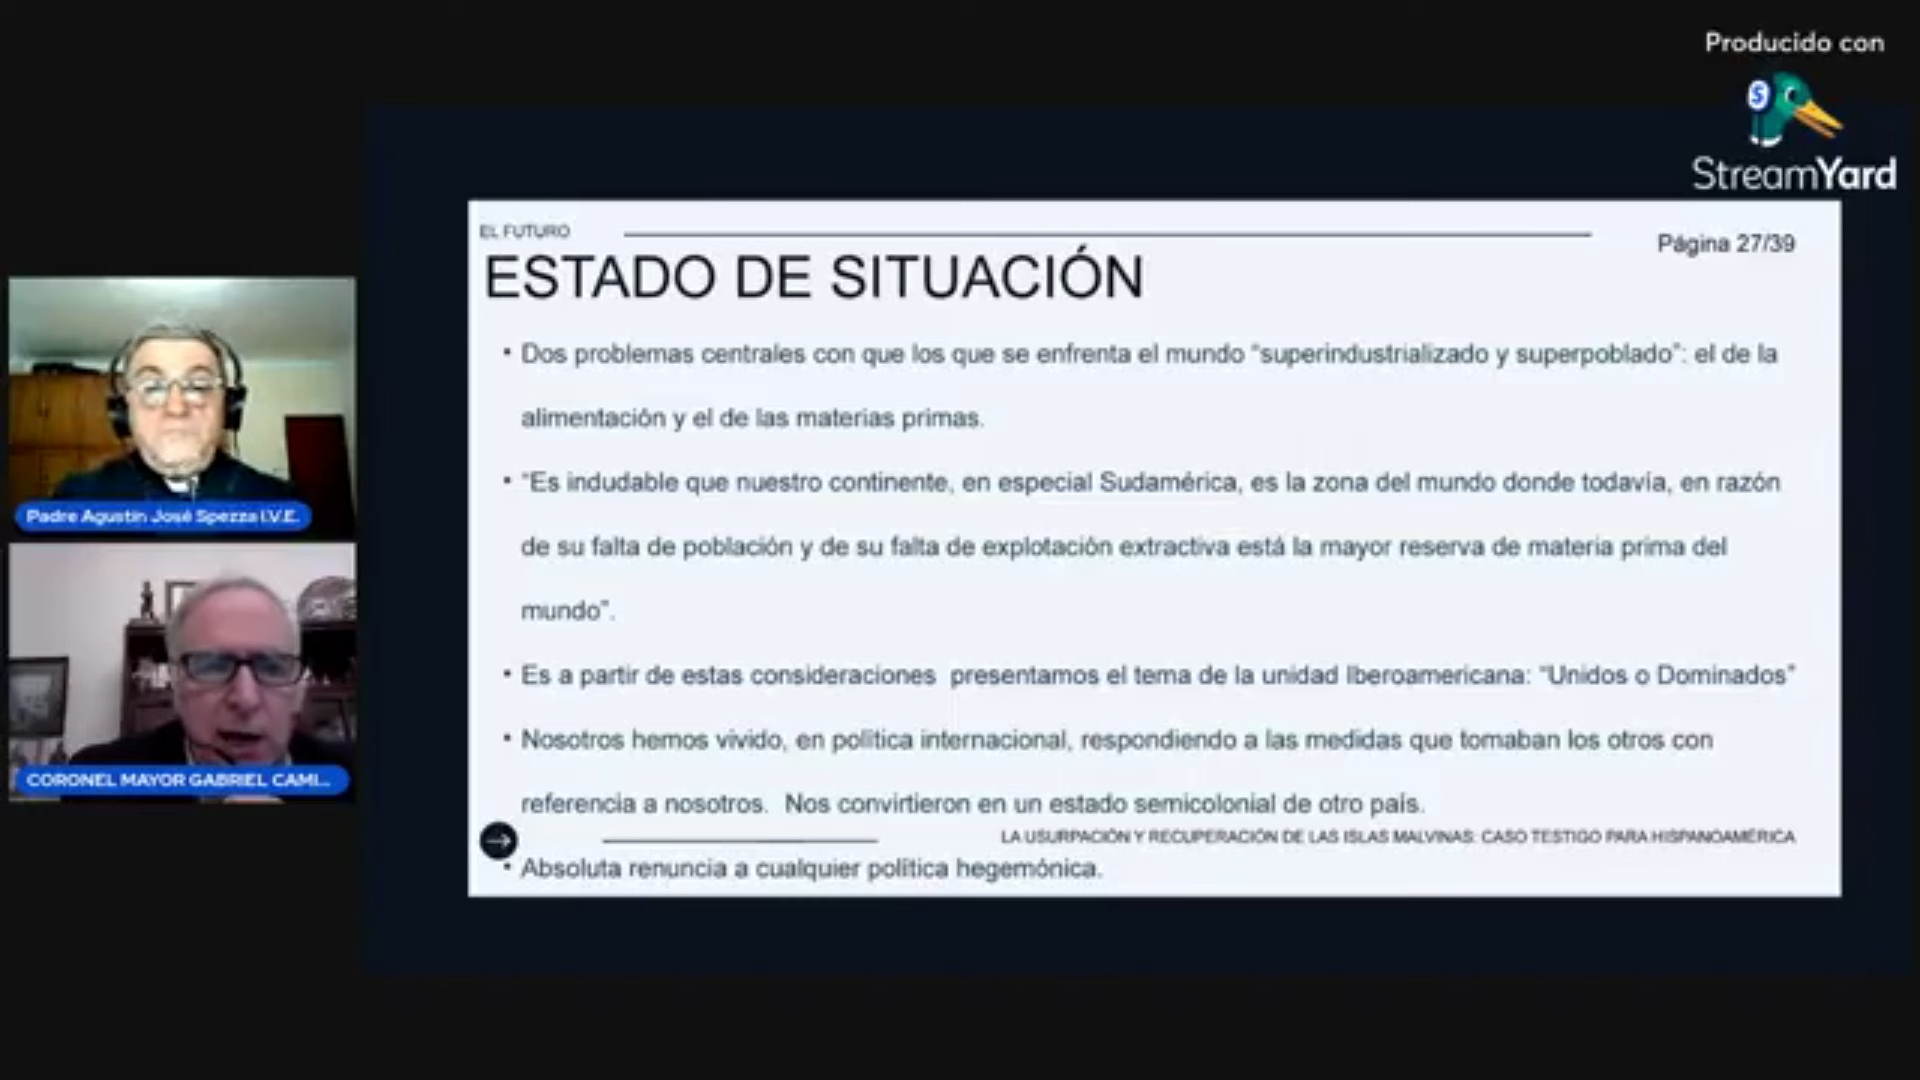 Producido con
StreamYard
EL FUTURO
Página 27/39
ESTADO DE SITUACIÓN
• Dos problemas centrales con que los que se enfrenta el mundo “superindustrializado y superpoblado”: el de la
alimentación y el de las materias primas.
• “Es indudable que nuestro continente, en especial Sudamérica, es la zona del mundo donde todavía, en razón
de su falta de población y de su falta de explotación extractiva está la mayor reserva de materia prima del
mundo”.
• Es a partir de estas consideraciones presentamos el tema de la unidad Iberoamericana: “Unidos o Dominados”
• Nosotros hemos vivido, en política internacional, respondiendo a las medidas que tomaban los otros con
referencia a nosotros. Nos convirtieron en un estado semicolonial de otro país.
LA USURPACIÓN Y RECUPERACIÓN DE LAS ISLAS MALVINAS: CASO TESTIGO PARA HISPANOAMÉRICA
• Absoluta renuncia a cualquier política hegemónica.
Padre Agustín José Spezza I.V.E.
CORONEL MAYOR GABRIEL CAMI...